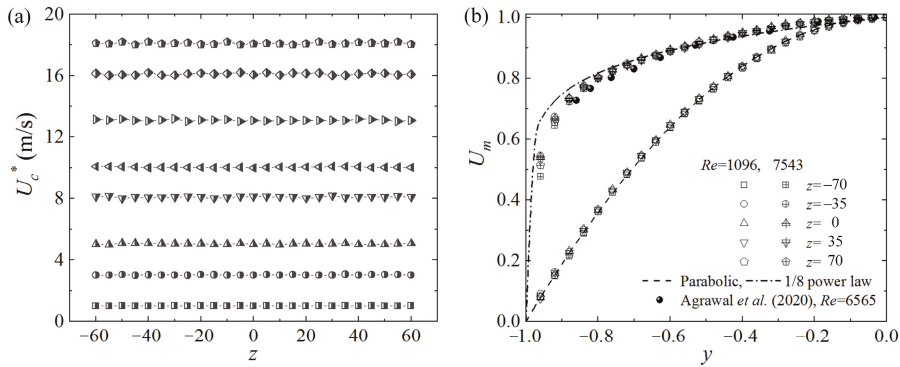 (a)
20
16
12
8
4
0
U_c^* (m/s)
−60 −40 −20 0 20 40 60
z
(b)
1.0
0.8
0.6
0.4
0.2
0.0
U_m
Re=1096, 7543
z=−70
z=−35
z= 0
z= 35
z= 70
Parabolic, 1/8 power law
Agrawal et al. (2020), Re=6565
−1.0 −0.8 −0.6 −0.4 −0.2 0.0
y